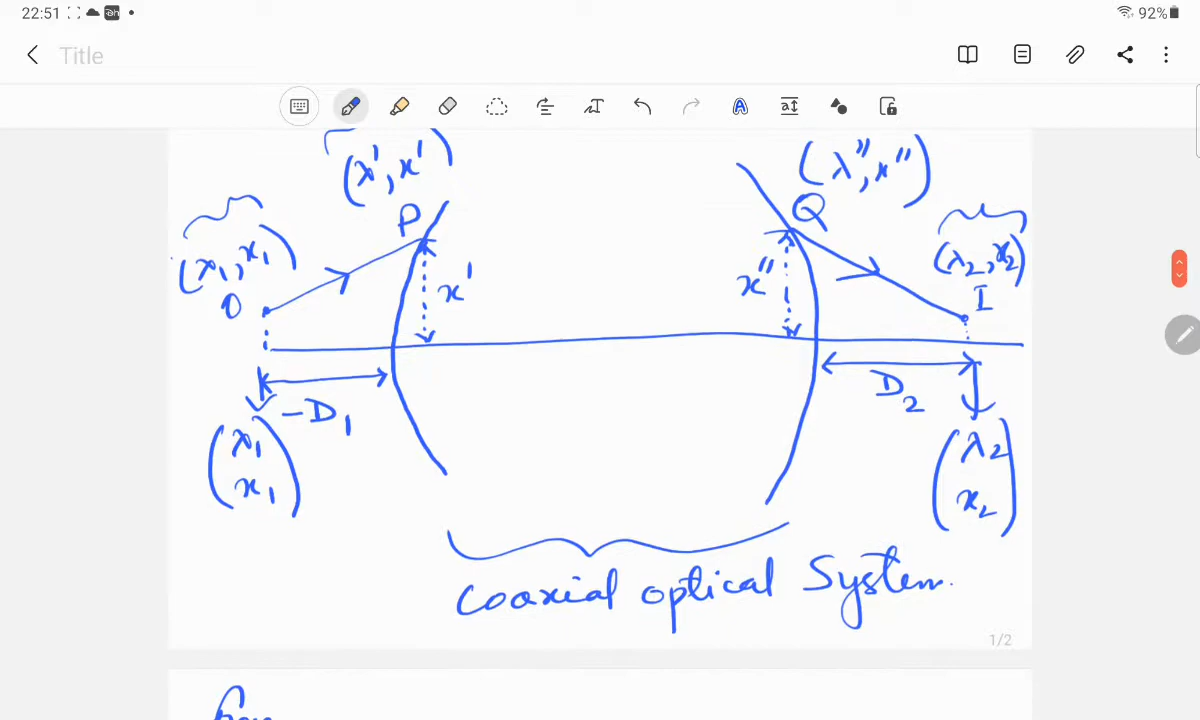 22:51
92%
Title
(λ', x')
(λ'', x'')
P
Q
(λ₁, x₁)
(λ₂, x₂)
O
x'
x''
I
-D₁
D₂
(λ₁
x₁)
(λ₂
x₂)
Coaxial optical System.
1/2